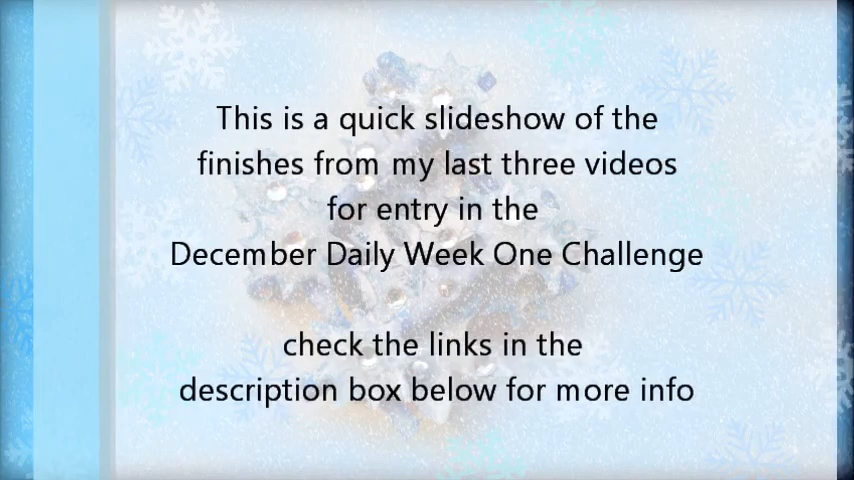 This is a quick slideshow of the
finishes from my last three videos
for entry in the
December Daily Week One Challenge
check the links in the
description box below for more info